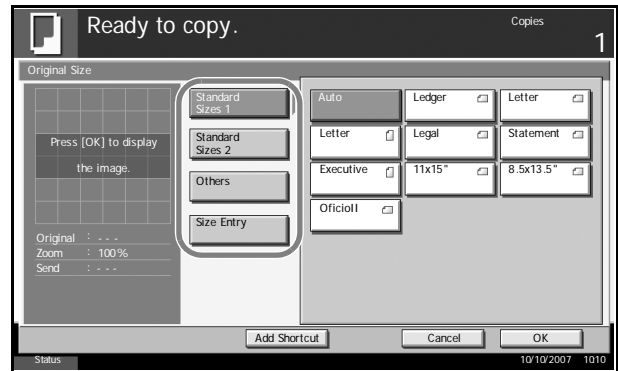 Ready to copy.
Copies
1
Original Size
Press [OK] to display
the image.
Original : - - -
Zoom : 100%
Send : - - -
Standard
Sizes 1
Standard
Sizes 2
Others
Size Entry
Auto
Ledger
Letter
Letter
Legal
Statement
Executive
11x15"
8.5x13.5"
OficioII
Add Shortcut
Cancel
OK
Status
10/10/2007 1010